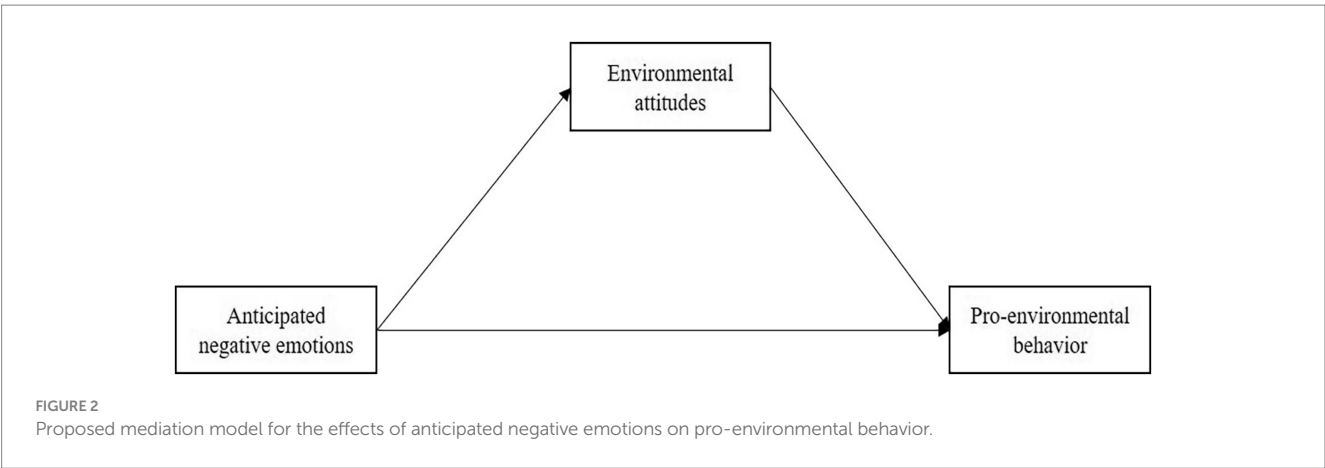 Environmental
attitudes
Anticipated
negative emotions
Pro-environmental
behavior
FIGURE 2
Proposed mediation model for the effects of anticipated negative emotions on pro-environmental behavior.